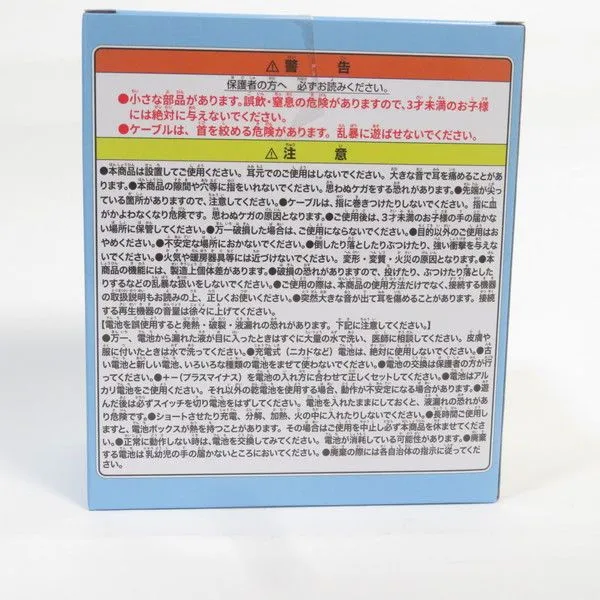 ⚠警告
保護者の方へ 必ずお読みください。
●小さな部品があります。誤飲・窒息の危険がありますので、3才未満のお子様
には絶対に与えないでください。
●ケーブルは、首を絞める危険があります。乱暴に遊ばせないでください。
⚠注意
●本商品は設置してご使用ください。耳元でのご使用はしないでください。大きな音で耳を痛めることがあ
ります。●本商品の隙間や穴等に指をいれないでください。思わぬケガをする恐れがあります。●先端が尖っ
ている箇所がありますので、注意してください。●ケーブルは、指に巻きつけたりしないでください。指に血
がかよわなくなり危険です。思わぬケガの原因となります。●ご使用後は、3才未満のお子様の手の届かな
い場所に保管してください。●万一破損した場合は、ご使用にならないでください。●目的以外のご使用は
おやめください。●不安定な場所におかないでください。●倒したり落としたりぶつけたり、強い衝撃を与えな
いでください。●火気や暖房器具等には近づけないでください。変形・変質・火災の原因となります。●本
商品の機能には、製造上個体差があります。●破損の恐れがありますので、投げたり、ぶつけたり落とした
りするなどの乱暴な扱いをしないでください。●ご使用の際は、本商品の使用方法だけでなく、接続する機器
の取扱説明もお読みの上、正しくお使いください。●突然大きな音が出て耳を傷めることがあります。接続
する再生機器の音量は徐々に上げてください。
【電池を誤使用すると発熱・破裂・液漏れの恐れがあります。下記に注意してください。】
●万一、電池から漏れた液が目に入ったときはすぐに大量の水で洗い、医師に相談してください。皮膚や
服に付いたときは水で洗ってください。●充電式（ニカドなど）電池は、絶対に使用しないでください。●古
い電池と新しい電池、いろいろな種類の電池をまぜて使わないでください。●電池の交換は保護者の方が行
ってください。●＋－(プラスマイナス)を電池の入れ方に合わせて正しくセットしてください。●電池はアル
カリ電池をご使用ください。それ以外の乾電池を使用する場合、動作が不安定になる場合があります。●遊
んだ後は必ずスイッチを切り電池をはずしてください。電池を入れたままにしておくと、液漏れの恐れがあ
り危険です。●ショートさせたり充電、分解、加熱、火の中に入れたりしないでください。●長時間ご使用し
ますと、電池ボックスが熱を持つことがあります。その場合はご使用を中止し必ず本商品を休ませてください。
●正常に動作しない時は、電池を交換してみてください。電池が消耗している可能性があります。●廃棄
する電池は乳幼児の手の届かないところにおいてください。●廃棄の際には各自治体の指示に従ってくだ
さい。